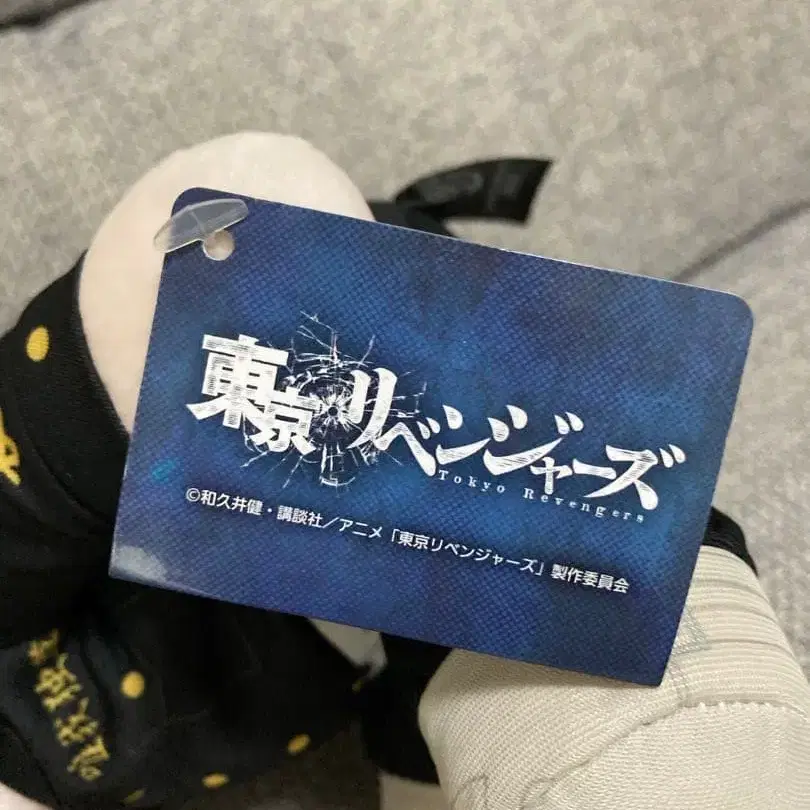 東京リベンジャーズ
Tokyo Revengers
©和久井健・講談社/アニメ「東京リベンジャーズ」製作委員会